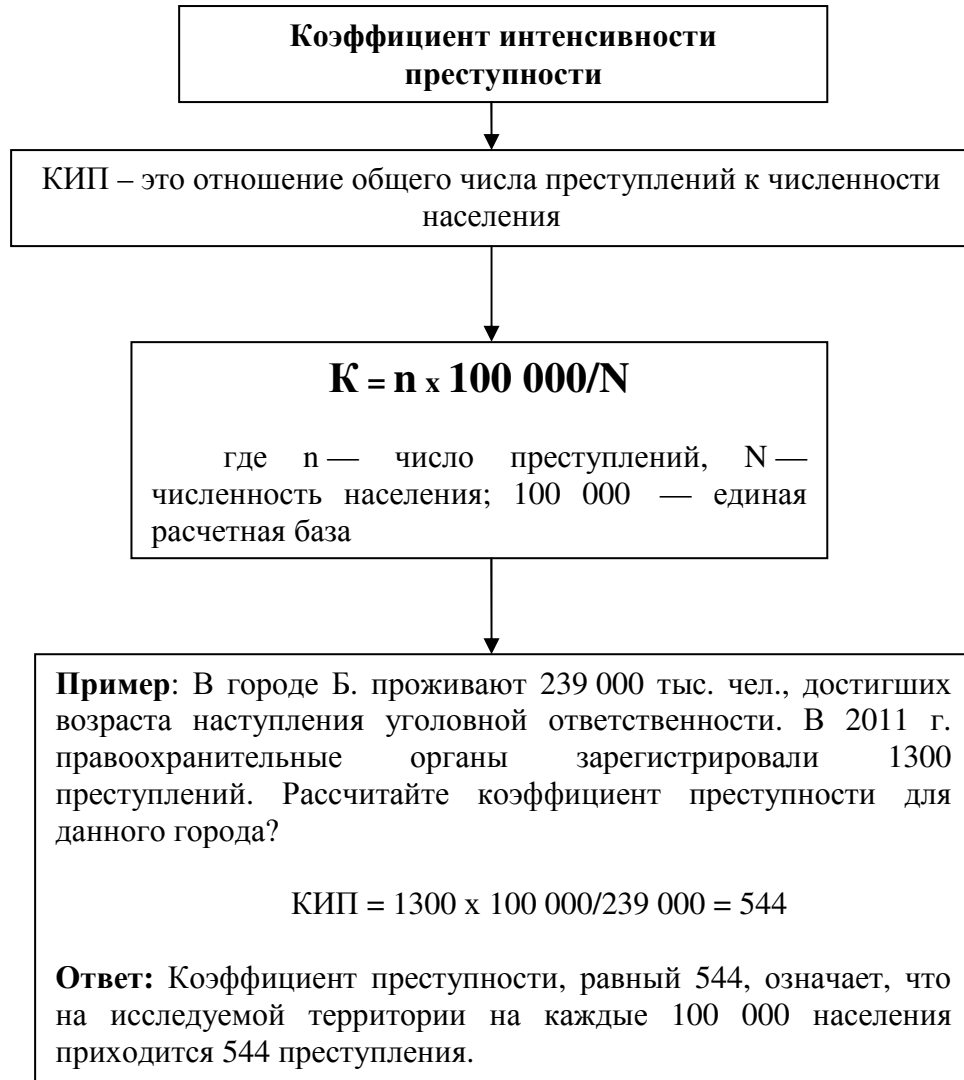 Коэффициент интенсивности
преступности
КИП – это отношение общего числа преступлений к численности
населения
К = n x 100 000/N
где n — число преступлений, N —
численность населения; 100 000 — единая
расчетная база
Пример: В городе Б. проживают 239 000 тыс. чел., достигших
возраста наступления уголовной ответственности. В 2011 г.
правоохранительные органы зарегистрировали 1300
преступлений. Рассчитайте коэффициент преступности для
данного города?
КИП = 1300 x 100 000/239 000 = 544
Ответ: Коэффициент преступности, равный 544, означает, что
на исследуемой территории на каждые 100 000 населения
приходится 544 преступления.